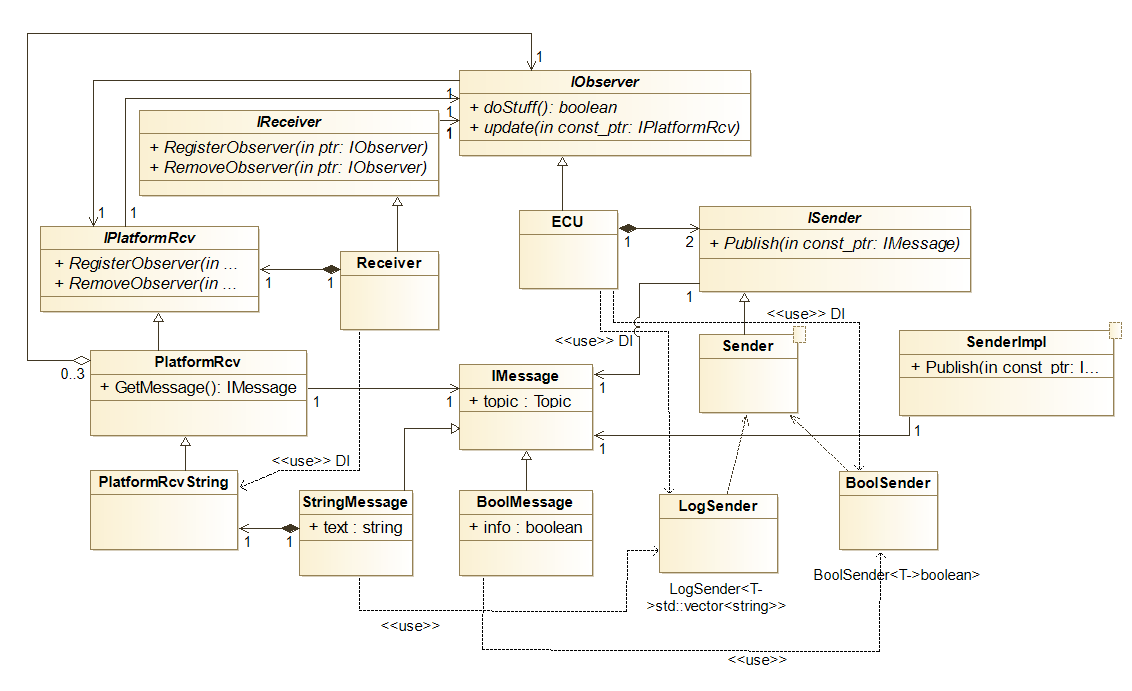 1
IObserver
+ doStuff(): boolean
+ update(in const_ptr: IPlatformRcv)
1
1
1
IReceiver
+ RegisterObserver(in ptr: IObserver)
+ RemoveObserver(in ptr: IObserver)
1
1
IPlatformRcv
+ RegisterObserver(in ...
+ RemoveObserver(in ...
ECU
1
2
ISender
+ Publish(in const_ptr: IMessage)
1
Receiver
1
1
<<use>> DI
<<use>> DI
PlatformRcv
+ GetMessage(): IMessage
0..3
1
1
IMessage
+ topic : Topic
1
1
Sender
SenderImpl
+ Publish(in const_ptr: I...
1
<<use>> DI
PlatformRcvString
1
1
StringMessage
+ text : string
BoolMessage
+ info : boolean
LogSender
LogSender<T-
>std::vector<string>>
BoolSender
BoolSender<T->boolean>
<<use>>
<<use>>